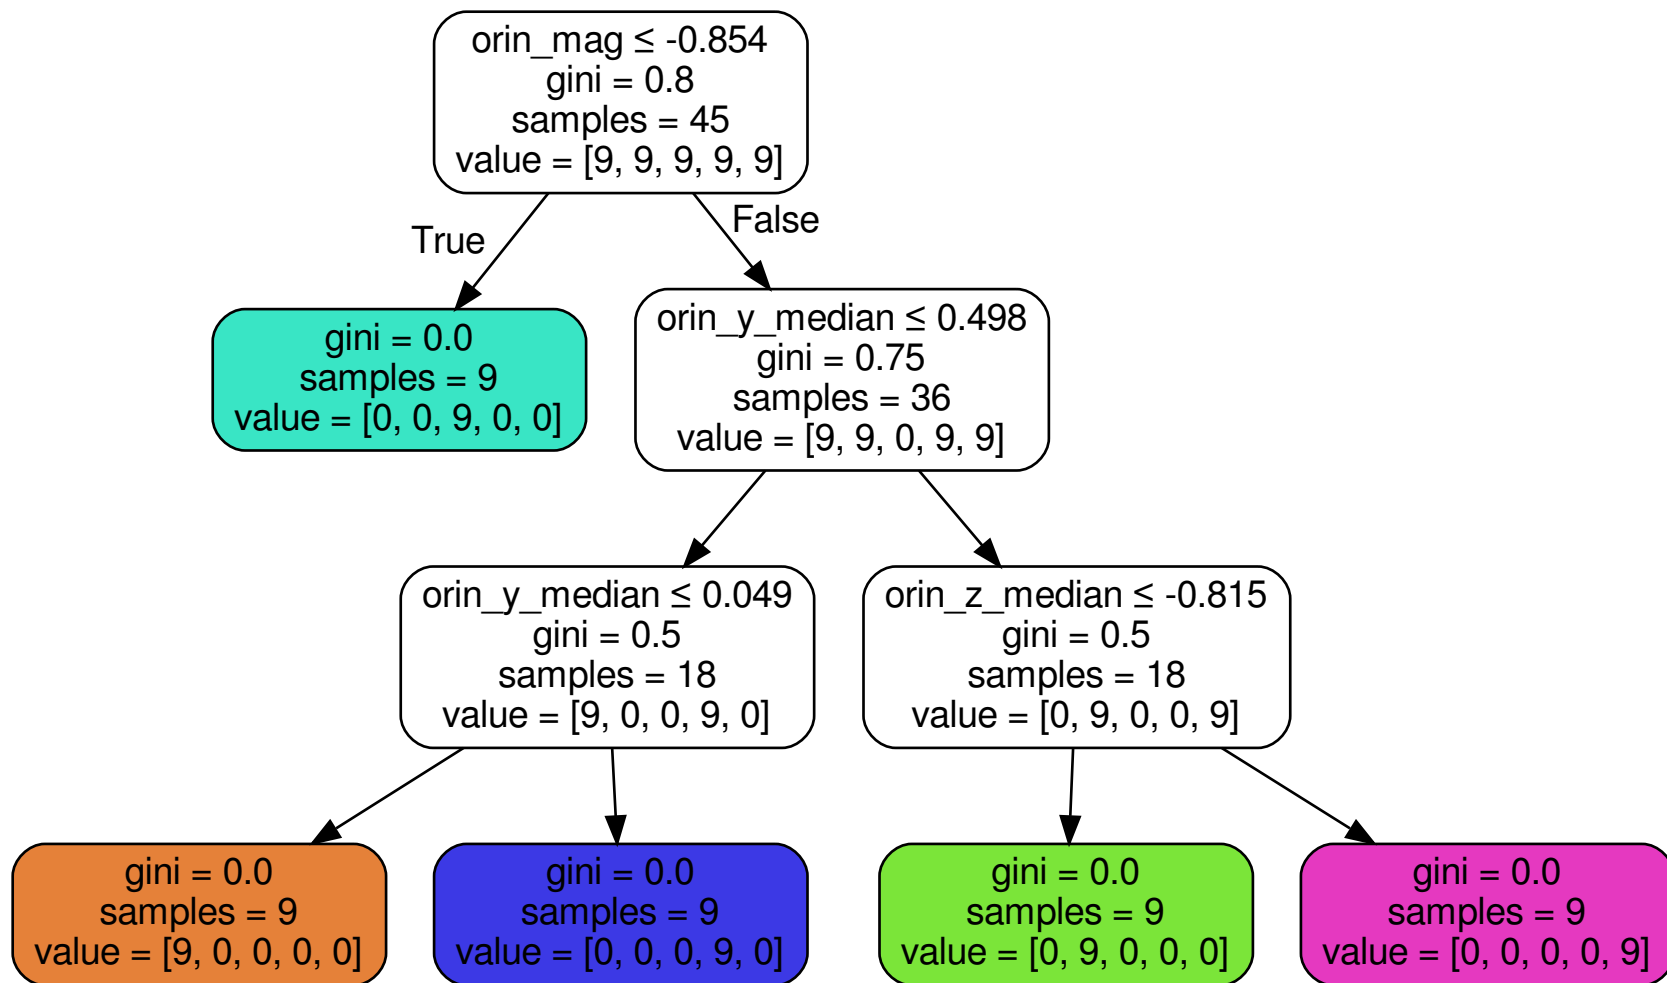 orin_mag ≤ -0.854
gini = 0.8
samples = 45
value = [9, 9, 9, 9, 9]
True
False
gini = 0.0
samples = 9
value = [0, 0, 9, 0, 0]
orin_y_median ≤ 0.498
gini = 0.75
samples = 36
value = [9, 9, 0, 9, 9]
orin_y_median ≤ 0.049
gini = 0.5
samples = 18
value = [9, 0, 0, 9, 0]
orin_z_median ≤ -0.815
gini = 0.5
samples = 18
value = [0, 9, 0, 0, 9]
gini = 0.0
samples = 9
value = [9, 0, 0, 0, 0]
gini = 0.0
samples = 9
value = [0, 0, 0, 9, 0]
gini = 0.0
samples = 9
value = [0, 9, 0, 0, 0]
gini = 0.0
samples = 9
value = [0, 0, 0, 0, 9]